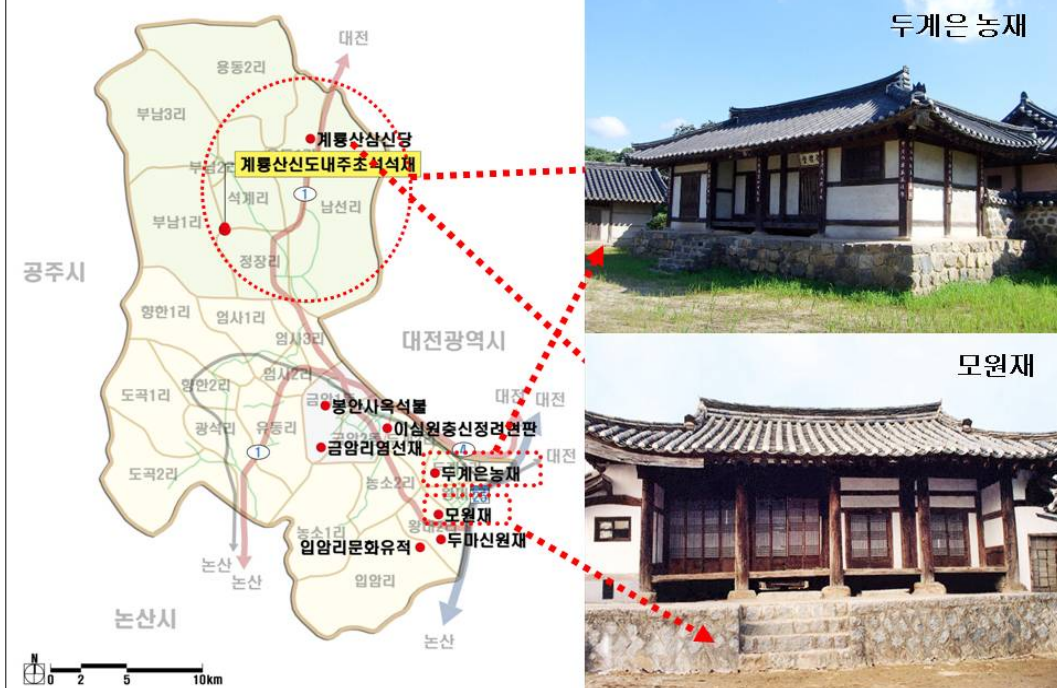 대전
용동2리
부남3리
계룡산삼신당
계룡산신도내주초석석재
석계리
1
남선리
부남1리
정장리
공주시
향한1리
엄사1리
엄사3리
대전광역시
엄사2리
향한2리
도곡1리
대전
대전
봉안사옥석불
광석리
유동리
이심원충신정려현판
1
금암리염선재
4
대전
도곡2리
두계은농재
농소2리
모원재
농소1리
두마신원재
입암리문화유적
논산
논산
입암리
논산시
논산
N
0 2 5 10km
두계은 농재
모원재